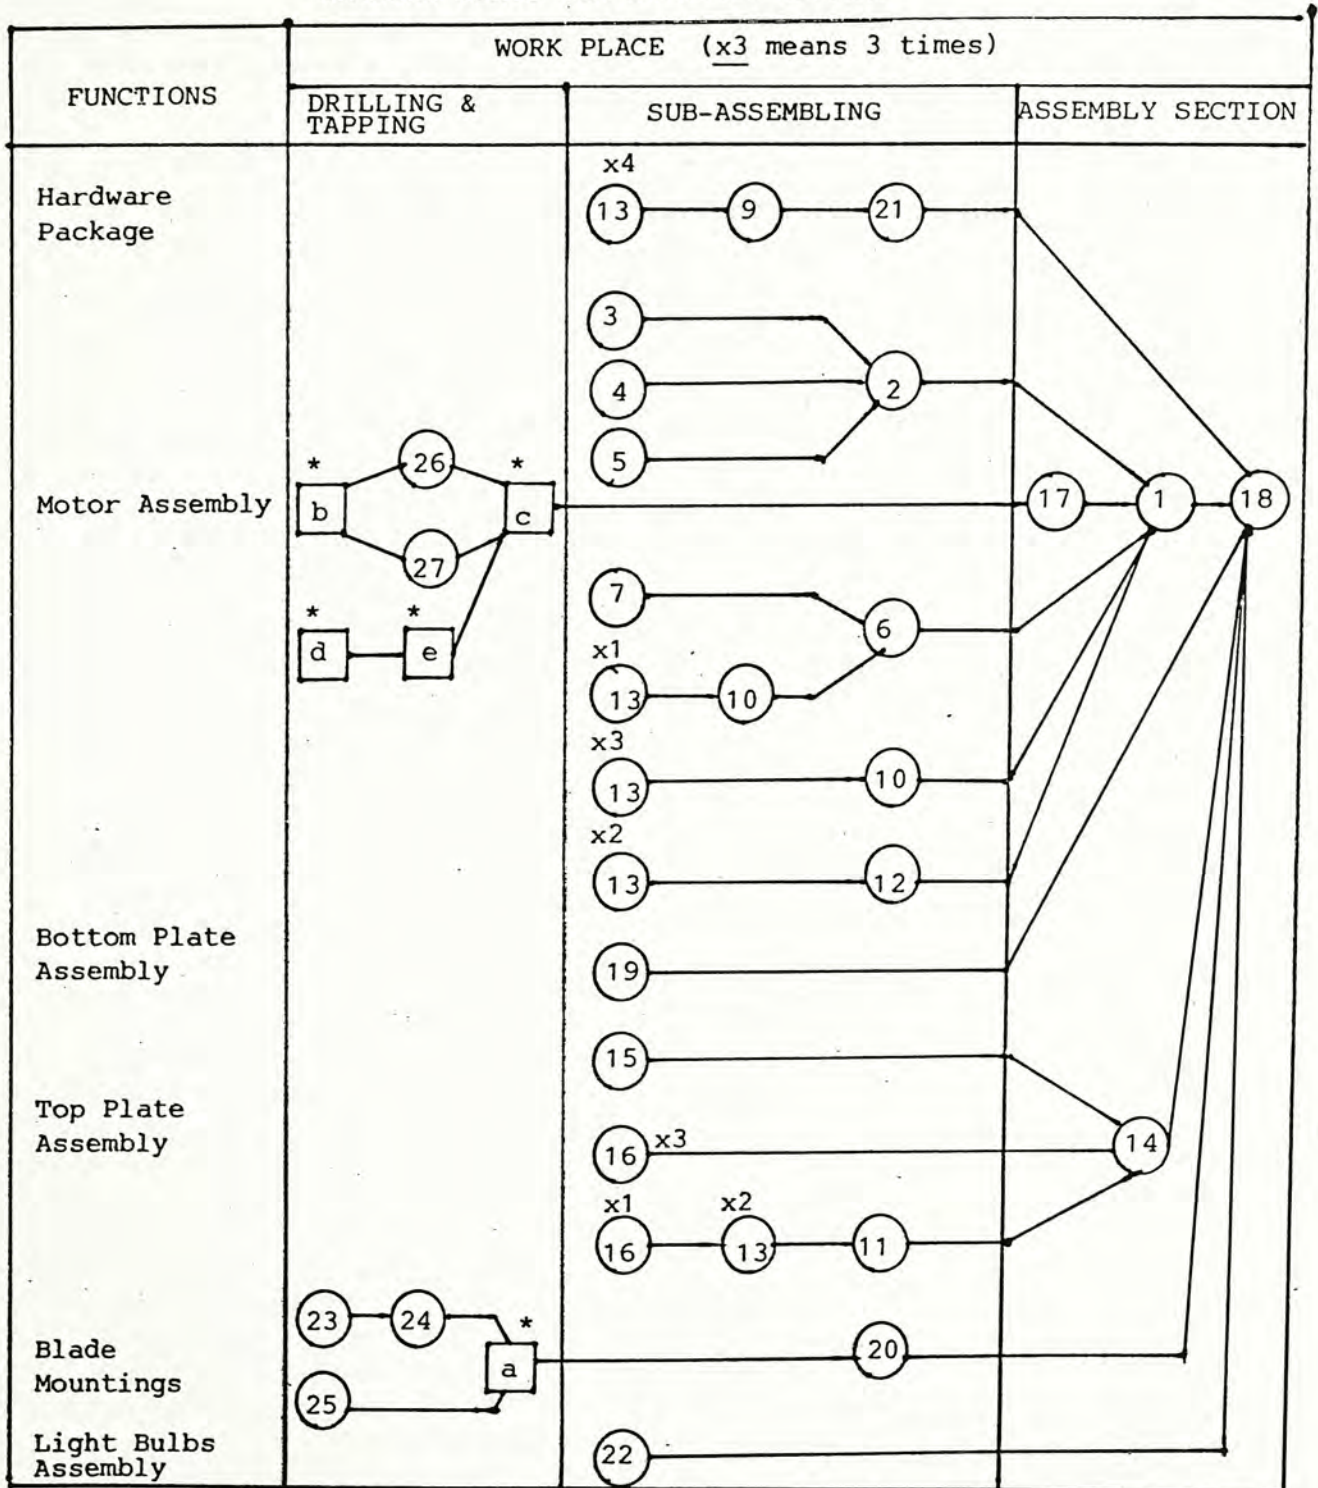 WORK PLACE (x3 means 3 times)
FUNCTIONS
DRILLING &
TAPPING
SUB-ASSEMBLING
ASSEMBLY SECTION
Hardware
Package
x4
13 9 21
3
4
2
5
Motor Assembly
* 26 *
b c
27
17 1 18
* *
d e
7
6
x1
13 10
x3
13 10
x2
13 12
Bottom Plate
Assembly
19
15
Top Plate
Assembly
16 x3
14
x1 x2
16 13 11
Blade
Mountings
23 24 *
a 20
25
Light Bulbs
Assembly
22